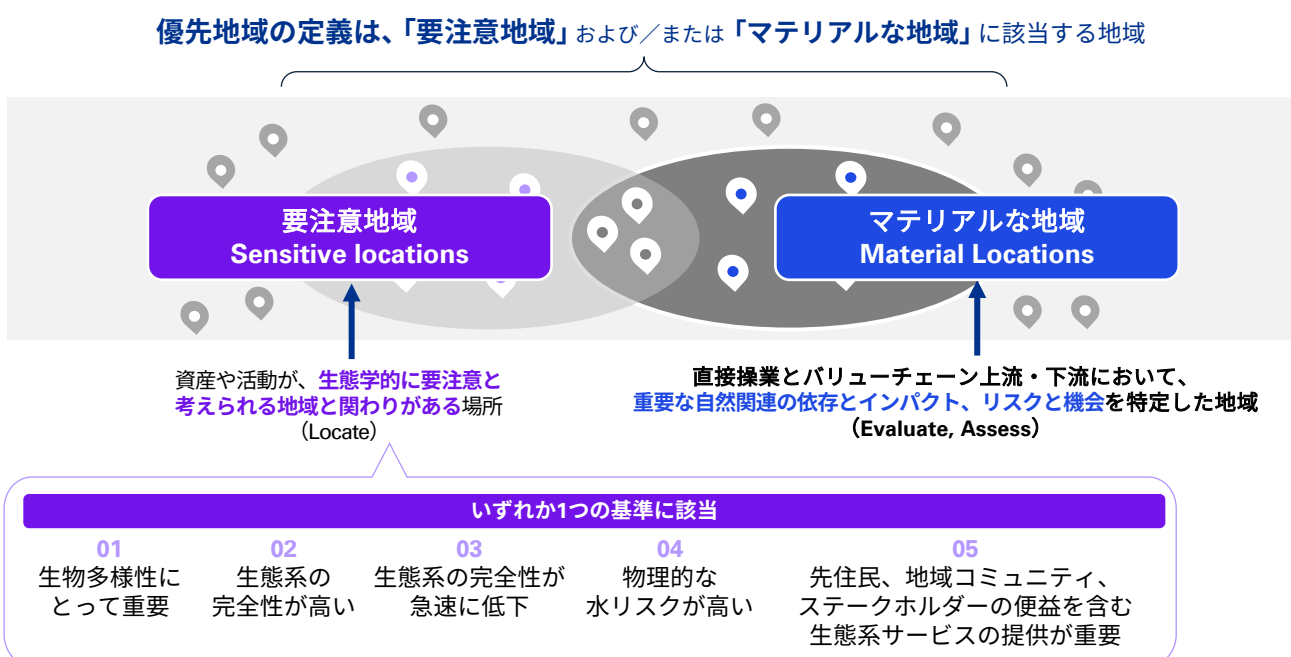 優先地域の定義は、「要注意地域」および／または「マテリアルな地域」に該当する地域
要注意地域
Sensitive locations
マテリアルな地域
Material Locations
資産や活動が、生態学的に要注意と
考えられる地域と関わりがある場所
（Locate）
直接操業とバリューチェーン上流・下流において、
重要な自然関連の依存とインパクト、リスクと機会を特定した地域
（Evaluate, Assess）
いずれか1つの基準に該当
01
生物多様性に
とって重要
02
生態系の
完全性が高い
03
生態系の完全性が
急速に低下
04
物理的な
水リスクが高い
05
先住民、地域コミュニティ、
ステークホルダーの便益を含む
生態系サービスの提供が重要